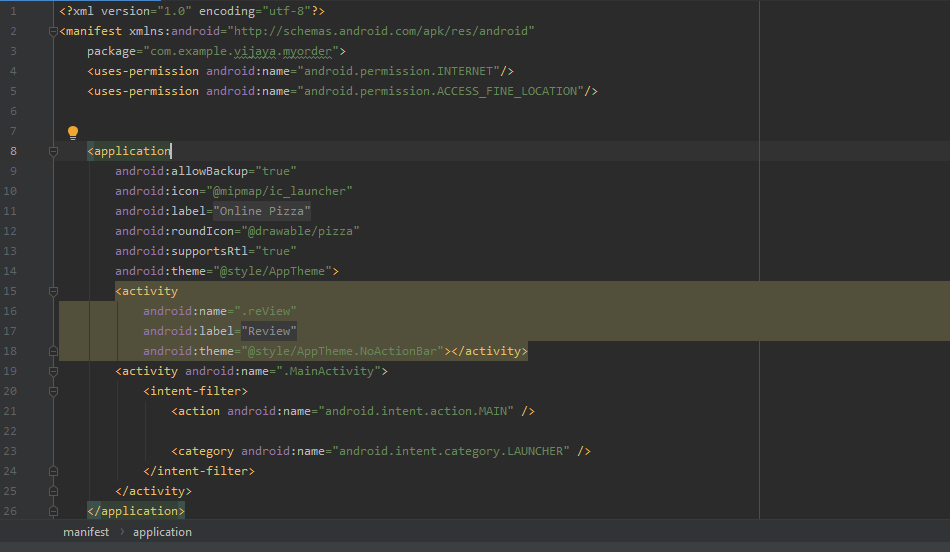 1 <?xml version="1.0" encoding="utf-8"?>
2 <manifest xmlns:android="http://schemas.android.com/apk/res/android"
3 package="com.example.vijaya.myorder">
4 <uses-permission android:name="android.permission.INTERNET"/>
5 <uses-permission android:name="android.permission.ACCESS_FINE_LOCATION"/>
6
7
8 <application
9 android:allowBackup="true"
10 android:icon="@mipmap/ic_launcher"
11 android:label="Online Pizza"
12 android:roundIcon="@drawable/pizza"
13 android:supportsRtl="true"
14 android:theme="@style/AppTheme">
15 <activity
16 android:name=".reView"
17 android:label="Review"
18 android:theme="@style/AppTheme.NoActionBar"></activity>
19 <activity android:name=".MainActivity">
20 <intent-filter>
21 <action android:name="android.intent.action.MAIN" />
22
23 <category android:name="android.intent.category.LAUNCHER" />
24 </intent-filter>
25 </activity>
26 </application>
manifest › application